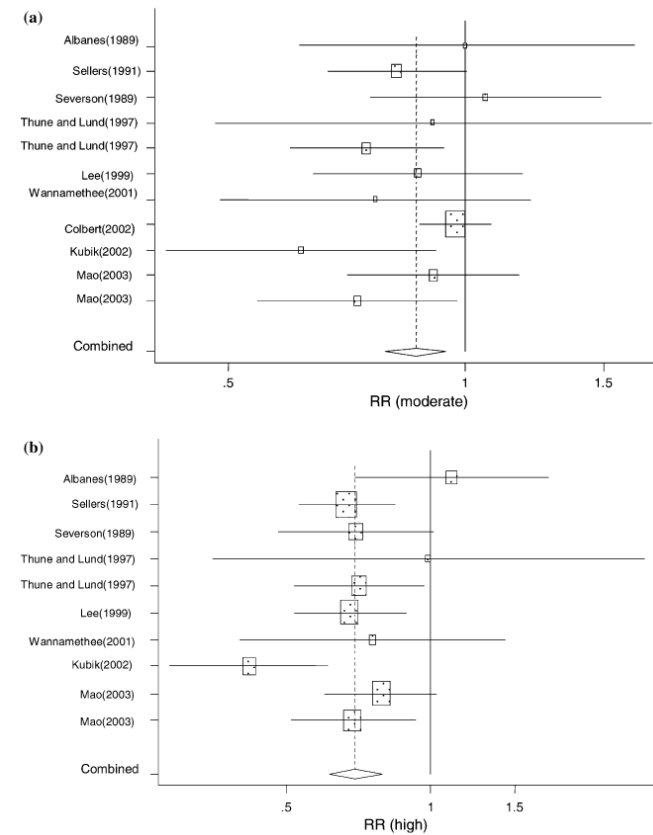 (a)
Albanes(1989)
Sellers(1991)
Severson(1989)
Thune and Lund(1997)
Thune and Lund(1997)
Lee(1999)
Wannamethee(2001)
Colbert(2002)
Kubik(2002)
Mao(2003)
Mao(2003)
Combined
.5 1 1.5
RR (moderate)
(b)
Albanes(1989)
Sellers(1991)
Severson(1989)
Thune and Lund(1997)
Thune and Lund(1997)
Lee(1999)
Wannamethee(2001)
Kubik(2002)
Mao(2003)
Mao(2003)
Combined
.5 1 1.5
RR (high)